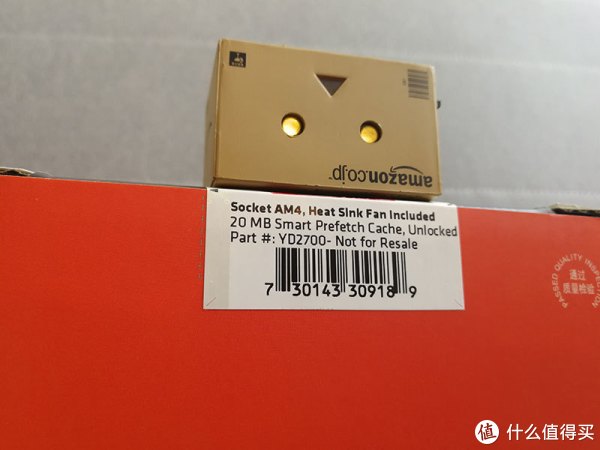 amazon.co.jp
Socket AM4, Heat Sink Fan Included
20 MB Smart Prefetch Cache, Unlocked
Part #: YD2700- Not for Resale
7 30143 30918 9
PASSED QUALITY INSPECTION
通过
质量检验
值 什么值得买